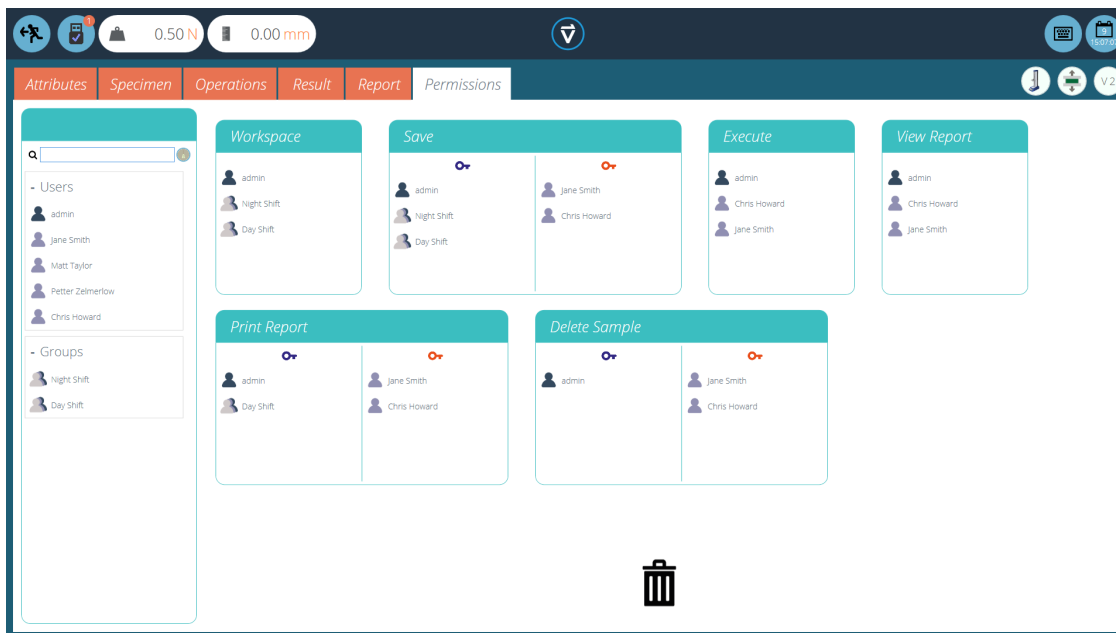 1
0.50 N
0.00 mm
9
Attributes
Specimen
Operations
Result
Report
Permissions
V2
- Users
admin
Jane Smith
Matt Taylor
Petter Zelmerlow
Chris Howard
- Groups
Night Shift
Day Shift
Workspace
admin
Night Shift
Day Shift
Save
admin
Night Shift
Day Shift
Jane Smith
Chris Howard
Execute
admin
Chris Howard
Jane Smith
View Report
admin
Chris Howard
Jane Smith
Print Report
admin
Day Shift
Jane Smith
Chris Howard
Delete Sample
admin
Jane Smith
Chris Howard